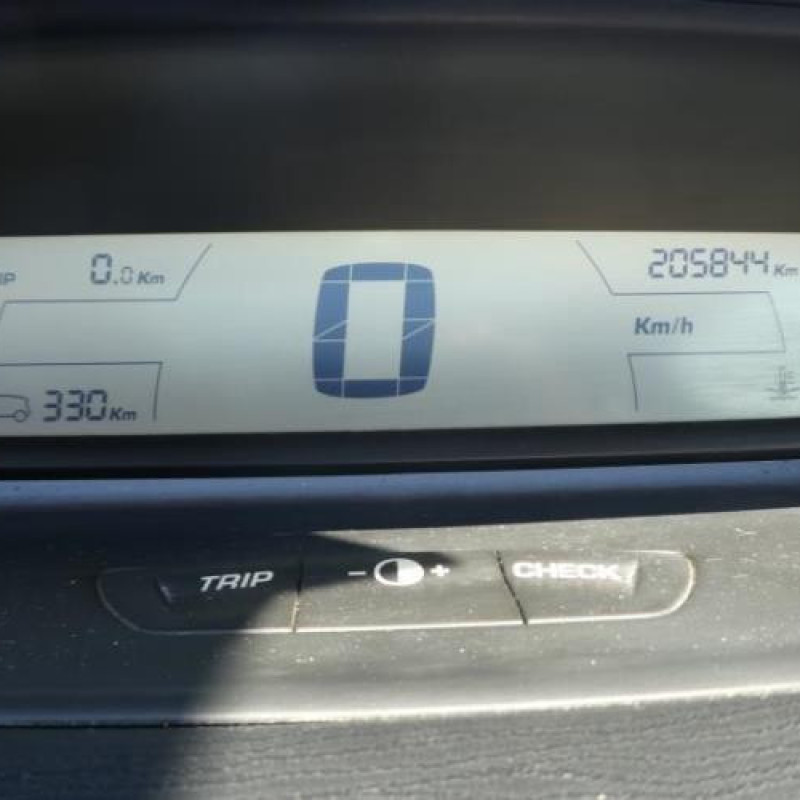 0.0 Km
205844 Km
0
Km/h
330 Km
TRIP
- +
CHECK